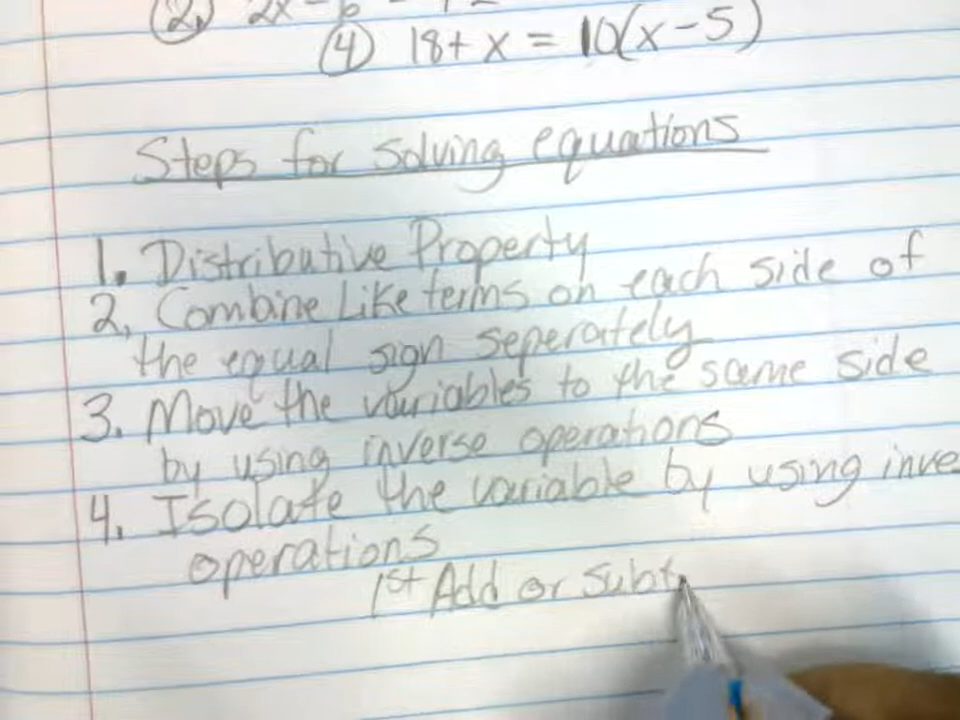 (4) 18 + x = 10(x - 5)
Steps for solving equations
1. Distributive Property
2. Combine Like terms on each side of
the equal sign seperately
3. Move the variables to the same side
by using inverse operations
4. Isolate the variable by using inve
operations
1st Add or Subt